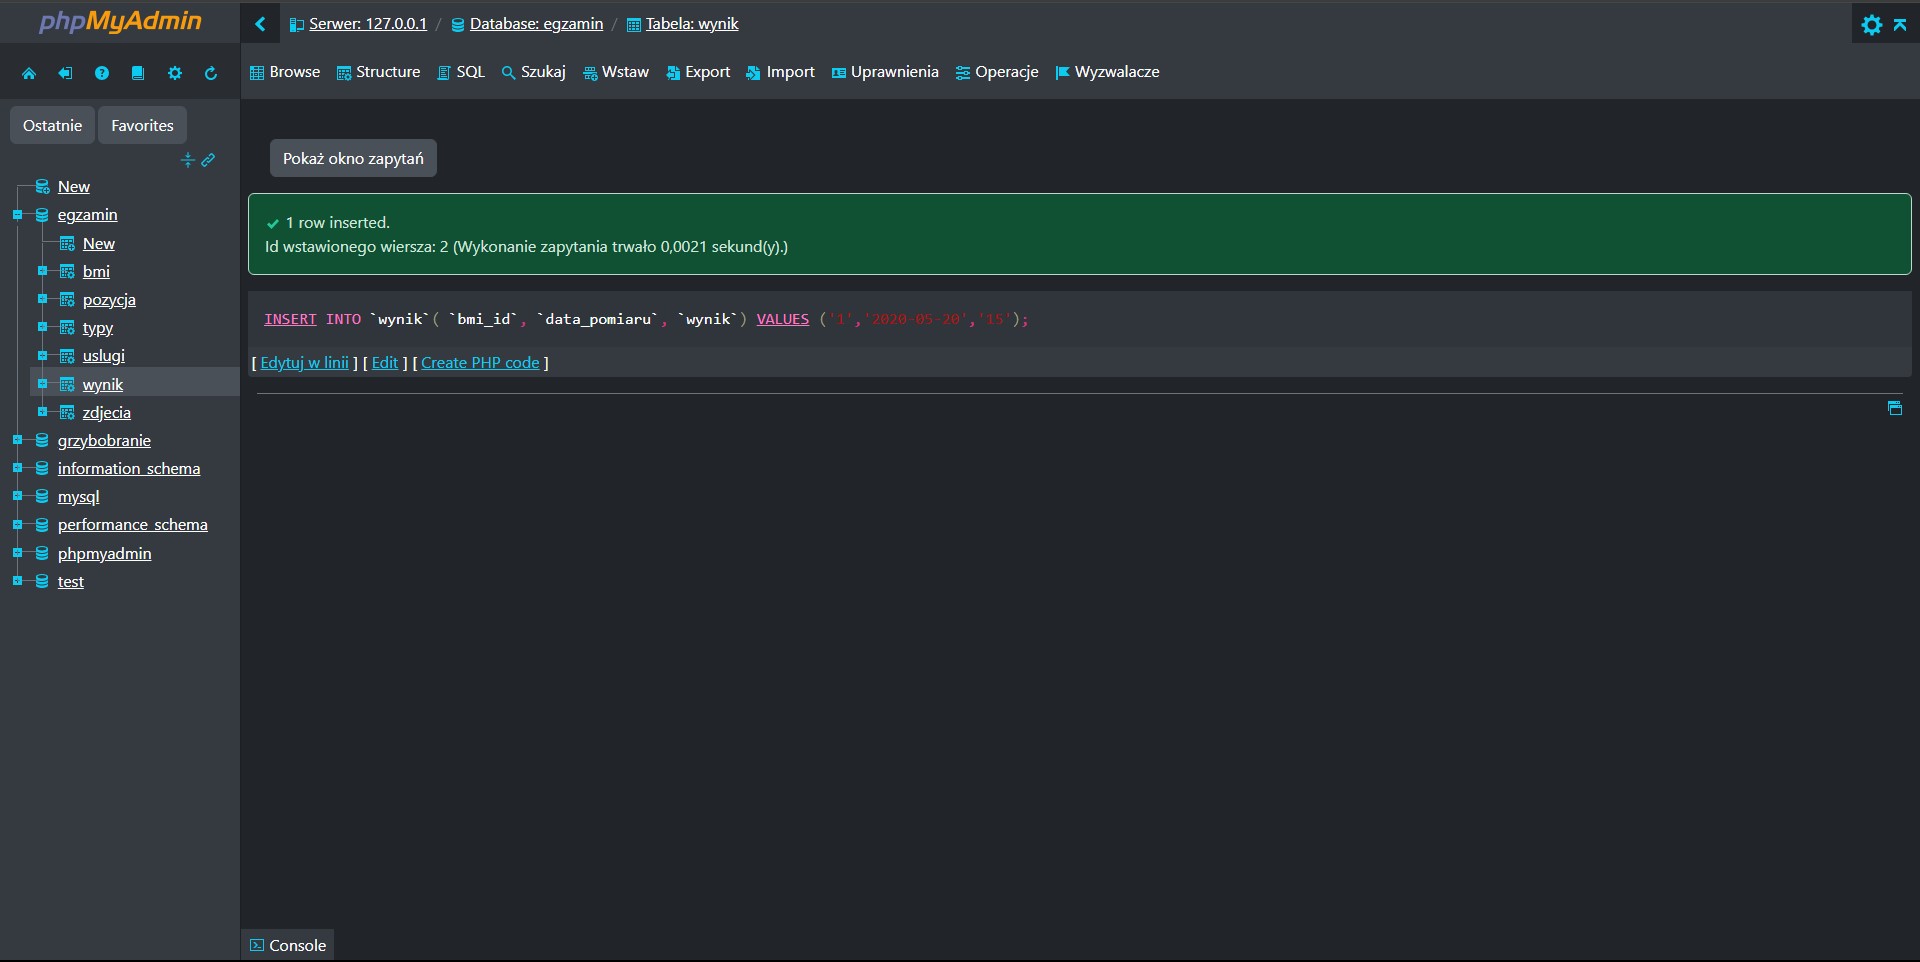 phpMyAdmin
Serwer: 127.0.0.1 / Database: egzamin / Tabela: wynik
Browse Structure SQL Szukaj Wstaw Export Import Uprawnienia Operacje Wyzwalacze
Ostatnie Favorites
New
egzamin
New
bmi
pozycja
typy
uslugi
wynik
zdjecia
grzybobranie
information_schema
mysql
performance_schema
phpmyadmin
test
Pokaż okno zapytań
1 row inserted.
Id wstawionego wiersza: 2 (Wykonanie zapytania trwało 0,0021 sekund(y).)
INSERT INTO `wynik`( `bmi_id`, `data_pomiaru`, `wynik`) VALUES ('1','2020-05-20','15');
[ Edytuj w linii ] [ Edit ] [ Create PHP code ]
Console